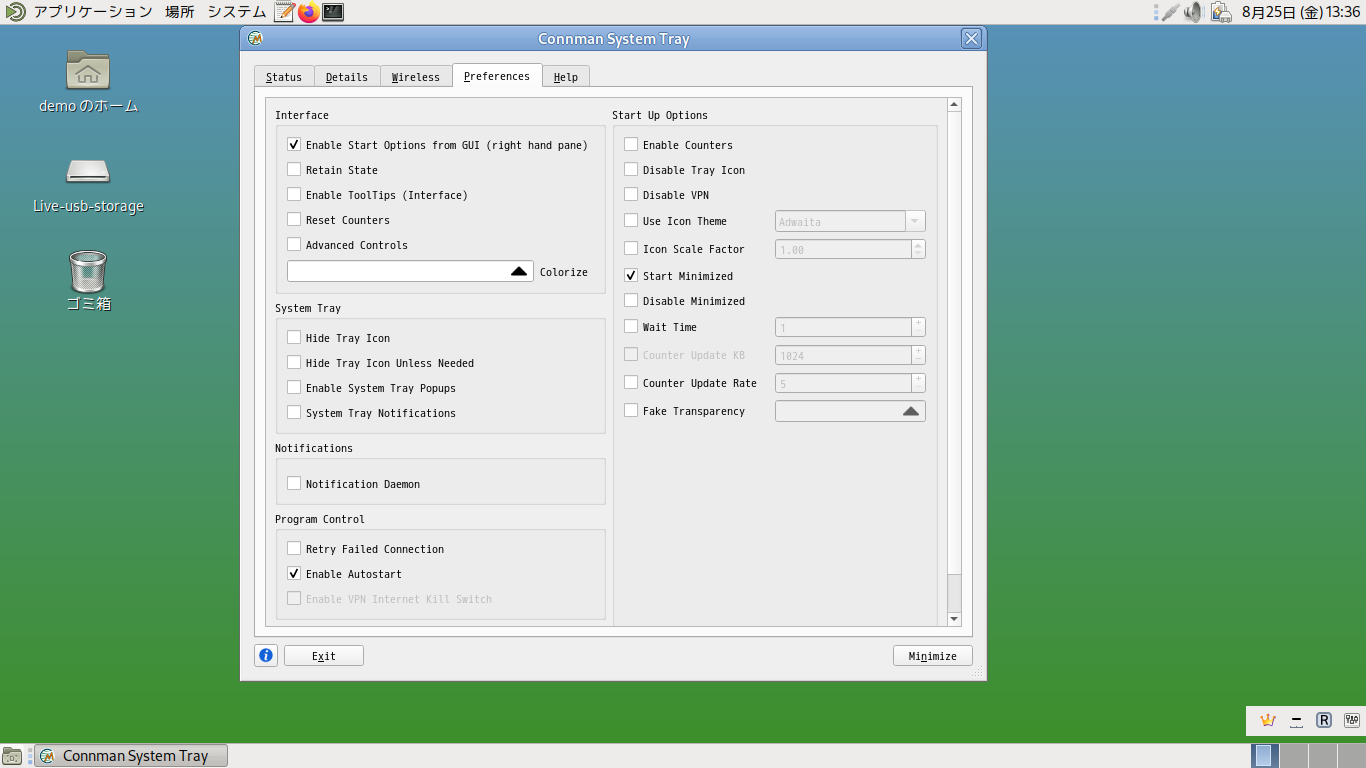 アプリケーション 場所 システム 8月25日 (金) 13:36
Connman System Tray
demo のホーム
Live-usb-storage
ゴミ箱
Status Details Wireless Preferences Help
Interface
Enable Start Options from GUI (right hand pane)
Retain State
Enable ToolTips (Interface)
Reset Counters
Advanced Controls
Colorize
System Tray
Hide Tray Icon
Hide Tray Icon Unless Needed
Enable System Tray Popups
System Tray Notifications
Notifications
Notification Daemon
Program Control
Retry Failed Connection
Enable Autostart
Enable VPN Internet Kill Switch
Start Up Options
Enable Counters
Disable Tray Icon
Disable VPN
Use Icon Theme Adwaita
Icon Scale Factor 1.00
Start Minimized
Disable Minimized
Wait Time 1
Counter Update KB 1024
Counter Update Rate 5
Fake Transparency
Exit Minimize
R
Connman System Tray